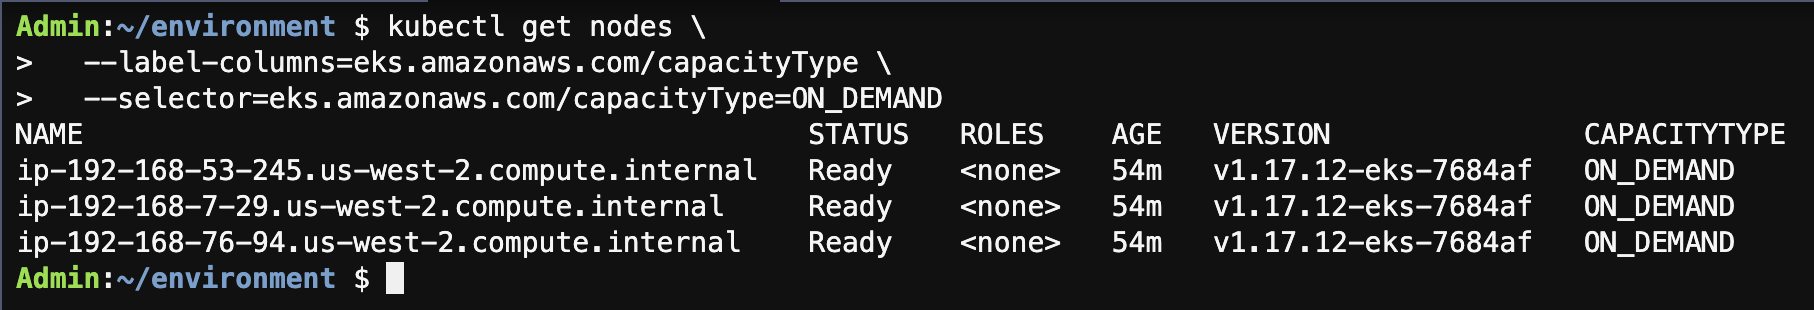 Admin:~/environment $ kubectl get nodes \
>   --label-columns=eks.amazonaws.com/capacityType \
>   --selector=eks.amazonaws.com/capacityType=ON_DEMAND
NAME                                           STATUS   ROLES    AGE   VERSION               CAPACITYTYPE
ip-192-168-53-245.us-west-2.compute.internal   Ready    <none>   54m   v1.17.12-eks-7684af   ON_DEMAND
ip-192-168-7-29.us-west-2.compute.internal     Ready    <none>   54m   v1.17.12-eks-7684af   ON_DEMAND
ip-192-168-76-94.us-west-2.compute.internal    Ready    <none>   54m   v1.17.12-eks-7684af   ON_DEMAND
Admin:~/environment $